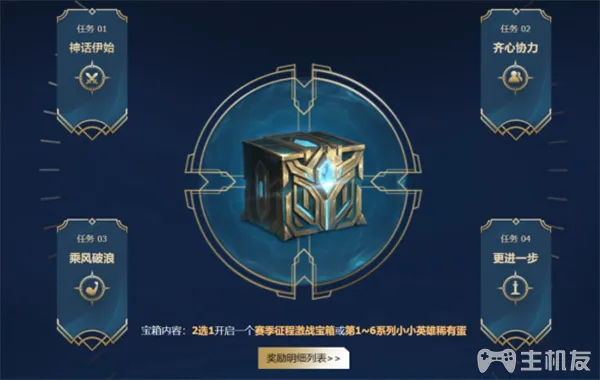 任务 01
神话伊始
任务 02
齐心协力
任务 03
乘风破浪
任务 04
更进一步
宝箱内容：2选1开启一个赛季征程激战宝箱或第1~6系列小小英雄稀有蛋
奖励明细列表>>
主机友